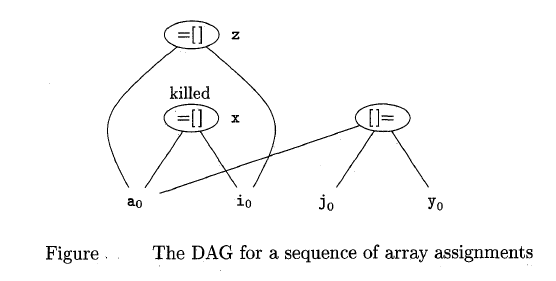 =[] z
killed
=[] x
[]=
a₀ i₀ j₀ y₀
Figure The DAG for a sequence of array assignments